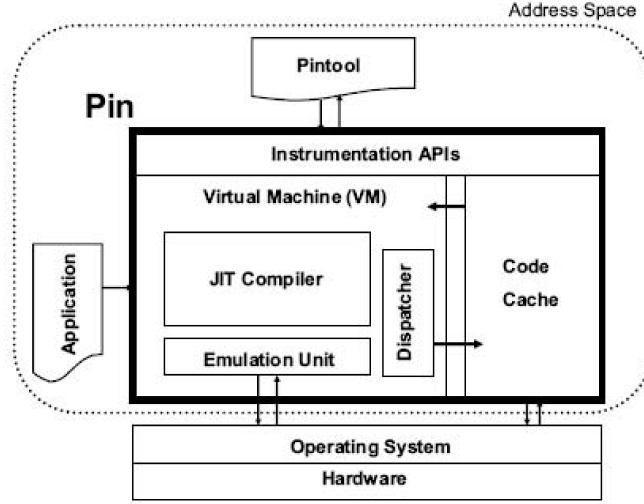 Address Space
Pintool
Pin
Instrumentation APIs
Virtual Machine (VM)
Application
JIT Compiler
Dispatcher
Code
Cache
Emulation Unit
Operating System
Hardware